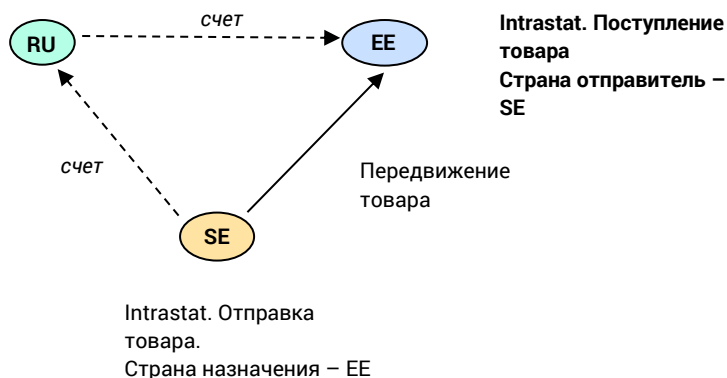 счет
RU
EE
Intrastat. Поступление
товара
Страна отправитель –
SE
счет
Передвижение
товара
SE
Intrastat. Отправка
товара.
Страна назначения – EE